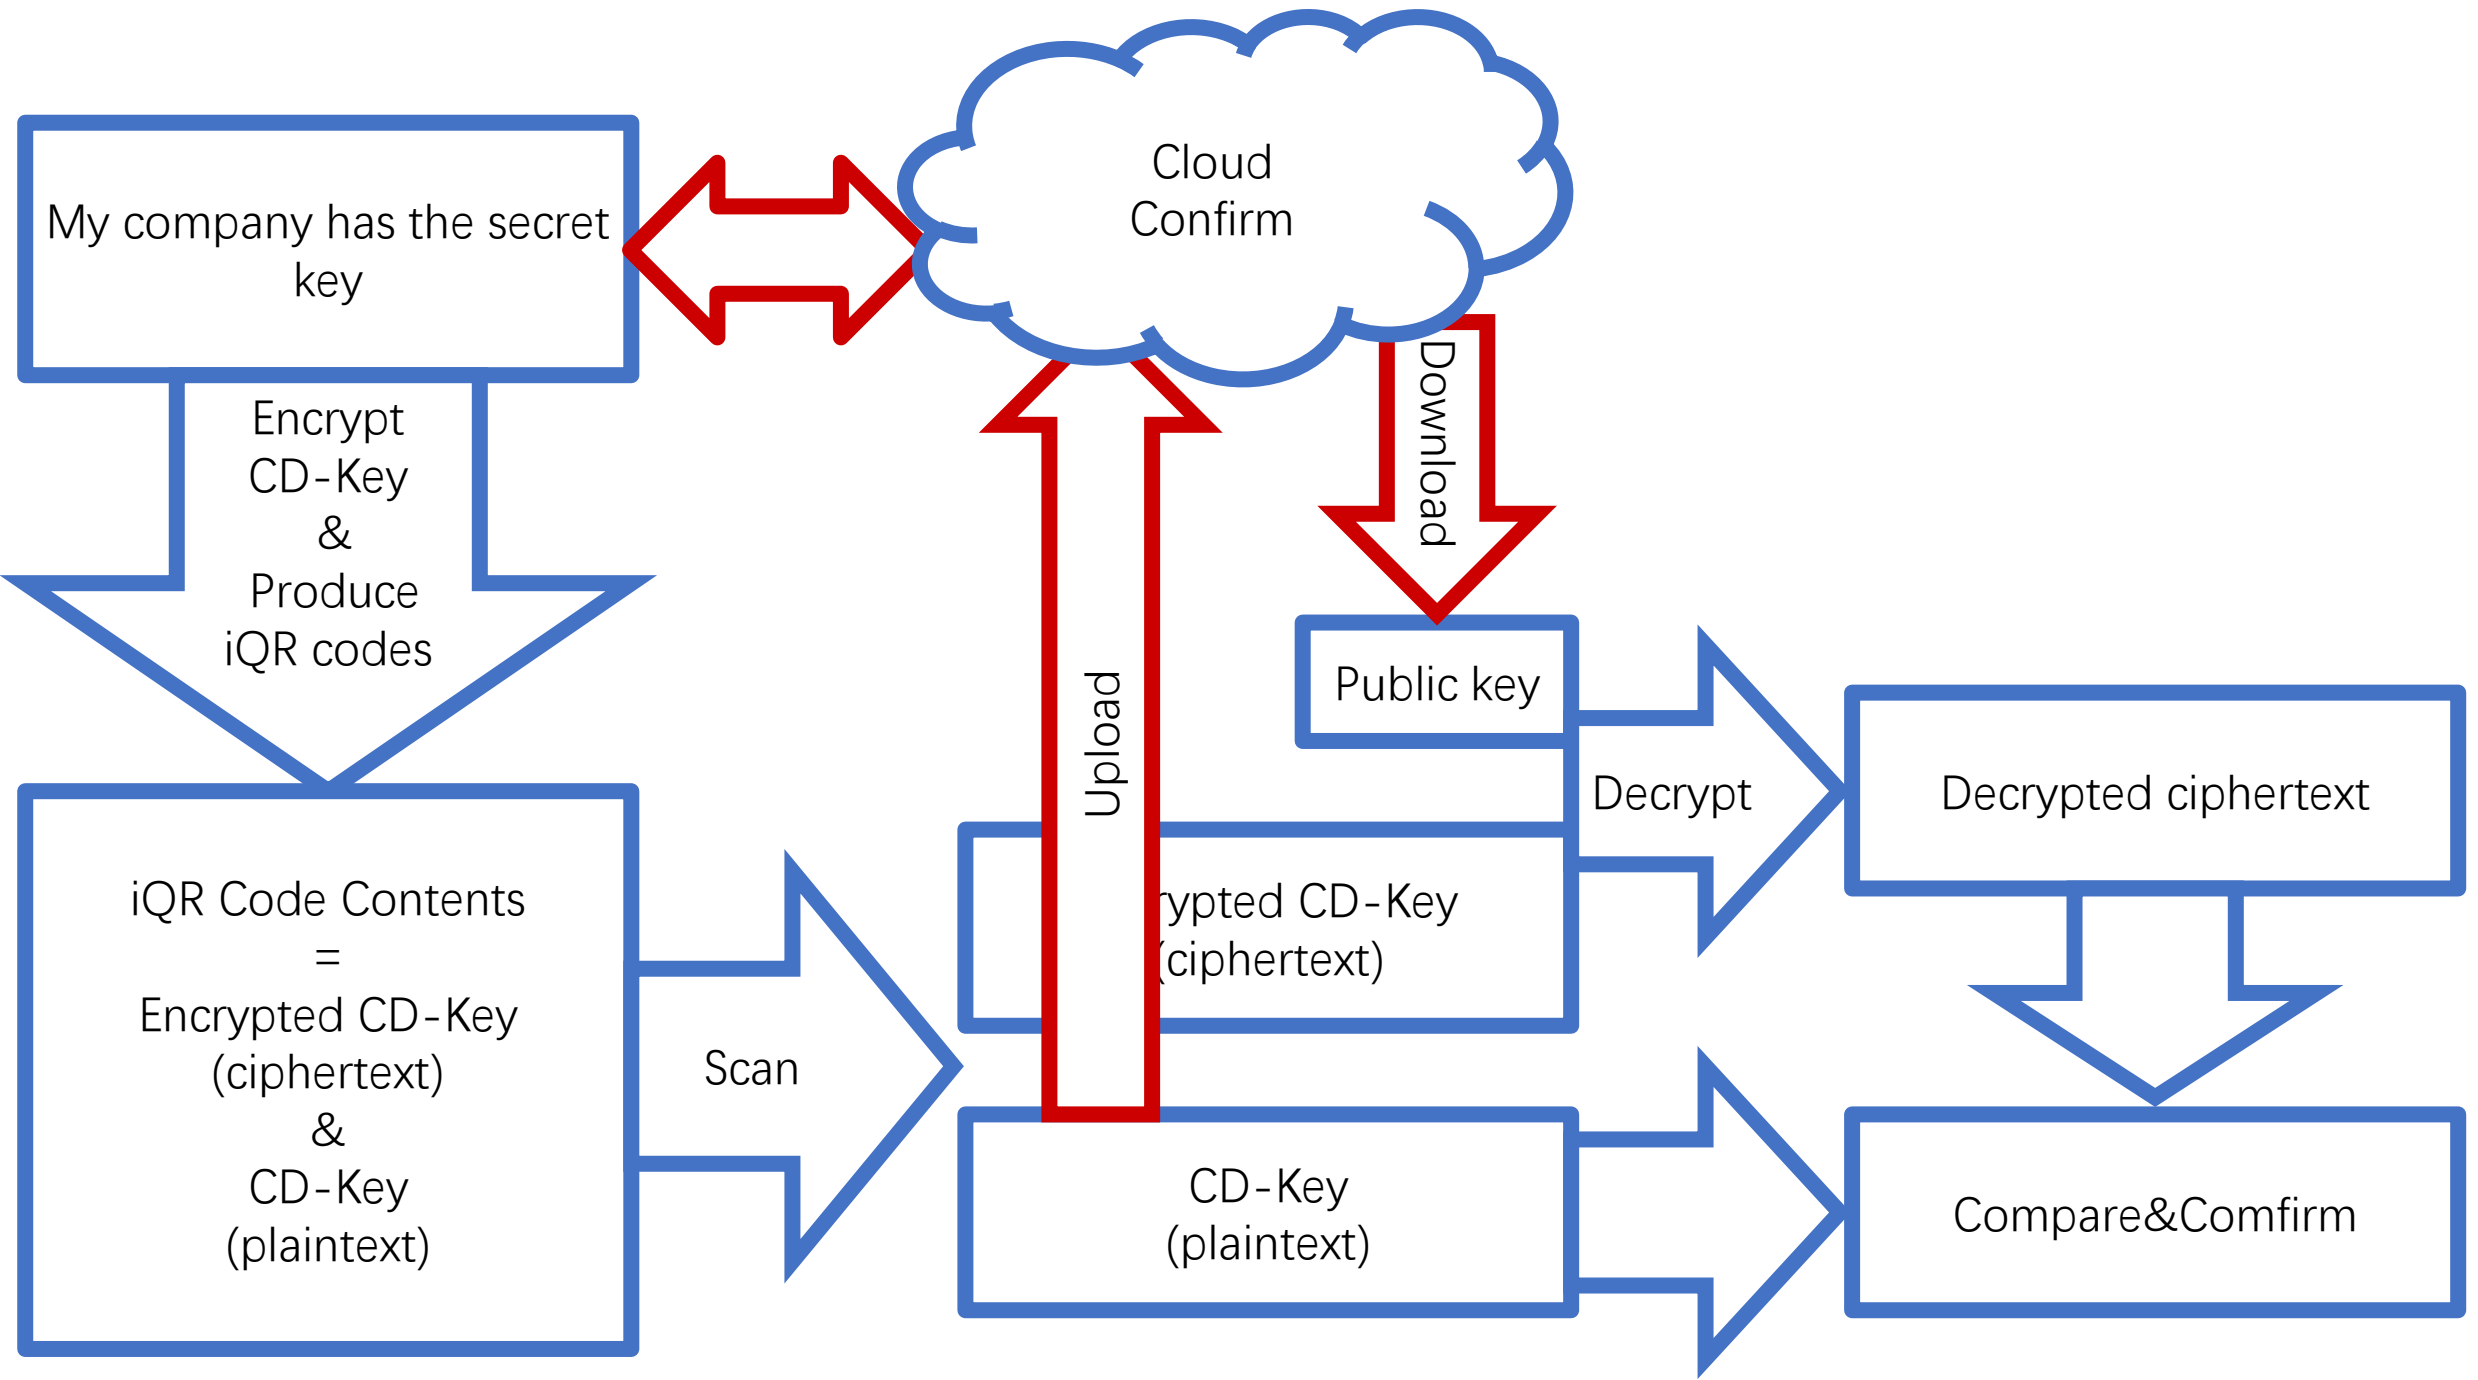 Cloud
Confirm
My company has the secret
key
Encrypt
CD-Key
&
Produce
iQR codes
Download
Public key
Upload
Decrypt
Decrypted ciphertext
iQR Code Contents
=
Encrypted CD-Key
(ciphertext)
&
CD-Key
(plaintext)
Scan
rypted CD-Key
(ciphertext)
CD-Key
(plaintext)
Compare&Comfirm